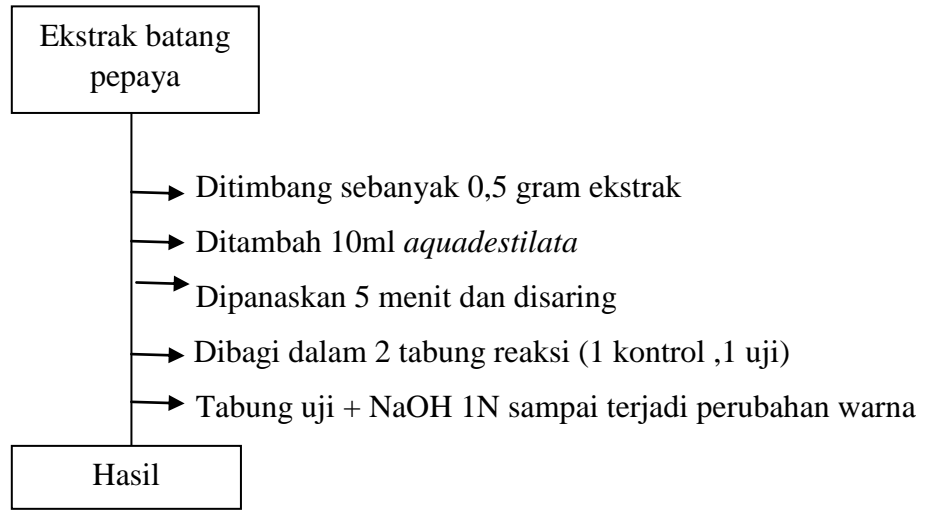 Ekstrak batang
pepaya
Ditimbang sebanyak 0,5 gram ekstrak
Ditambah 10ml aquadestilata
Dipanaskan 5 menit dan disaring
Dibagi dalam 2 tabung reaksi (1 kontrol ,1 uji)
Tabung uji + NaOH 1N sampai terjadi perubahan warna
Hasil